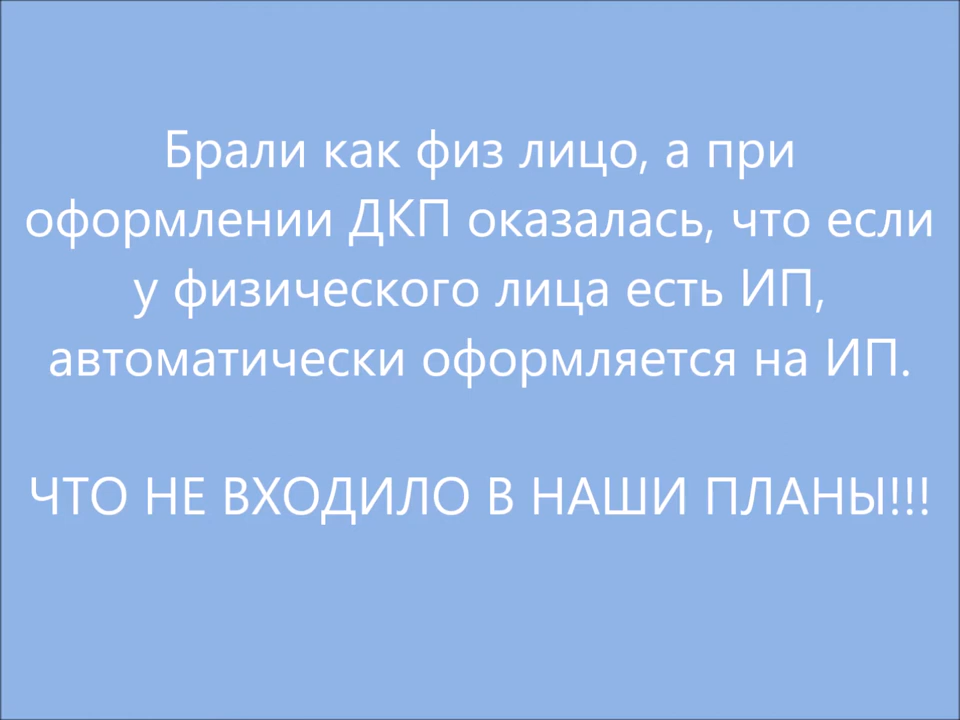 Брали как физ лицо, а при
оформлении ДКП оказалась, что если
у физического лица есть ИП,
автоматически оформляется на ИП.
ЧТО НЕ ВХОДИЛО В НАШИ ПЛАНЫ!!!